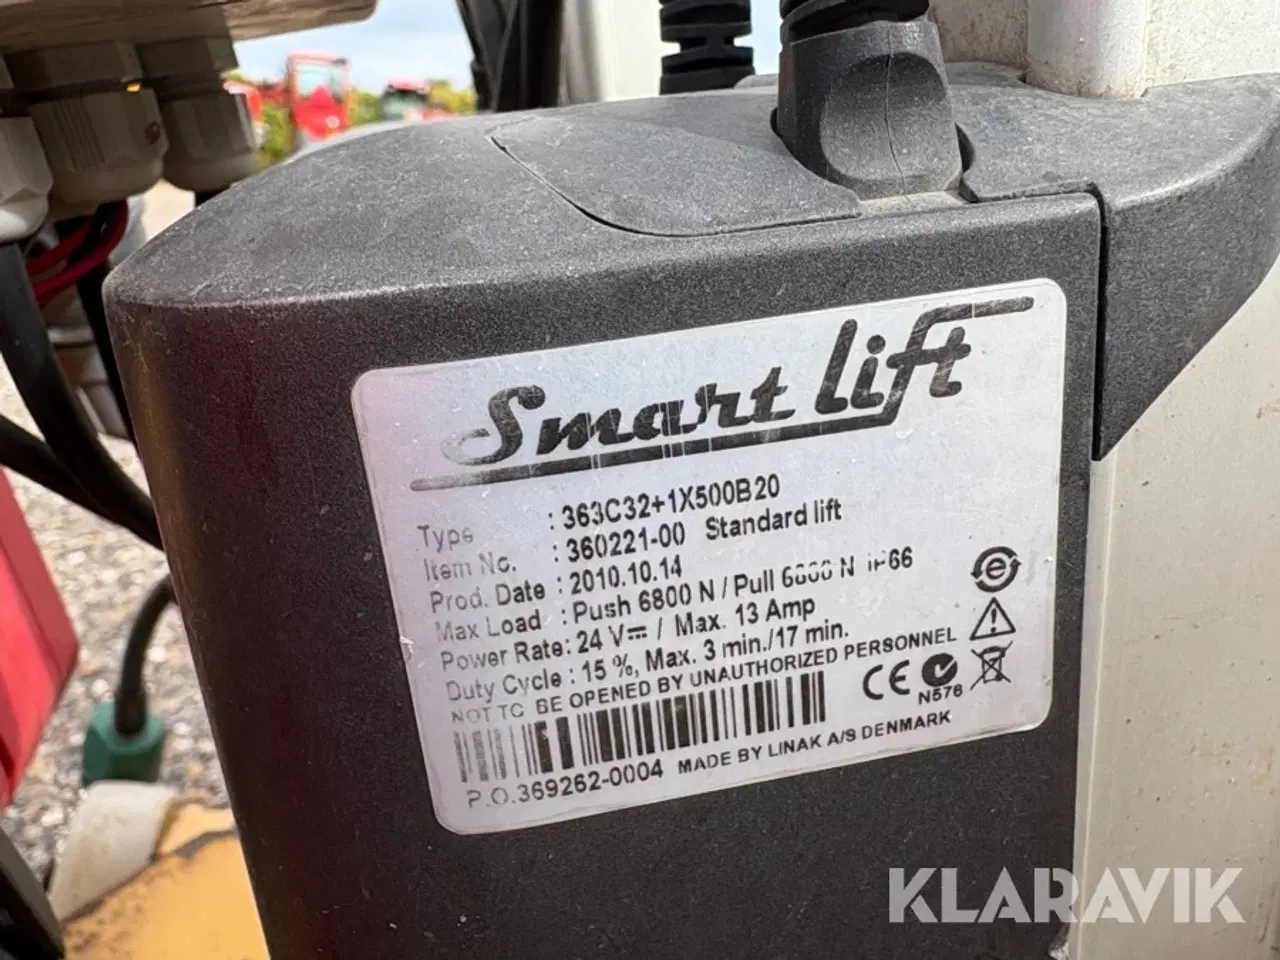 Smart lift
Type : 363C32+1X500B20
Item No. : 360221-00 Standard lift
Prod. Date : 2010.10.14
Max Load : Push 6800 N / Pull 6800 N IP66
Power Rate: 24 V⎓ / Max. 13 Amp
Duty Cycle : 15 %, Max. 3 min./17 min.
NOT TO BE OPENED BY UNAUTHORIZED PERSONNEL
CE N576
P.O.369262-0004 MADE BY LINAK A/S DENMARK
KLARAVIK